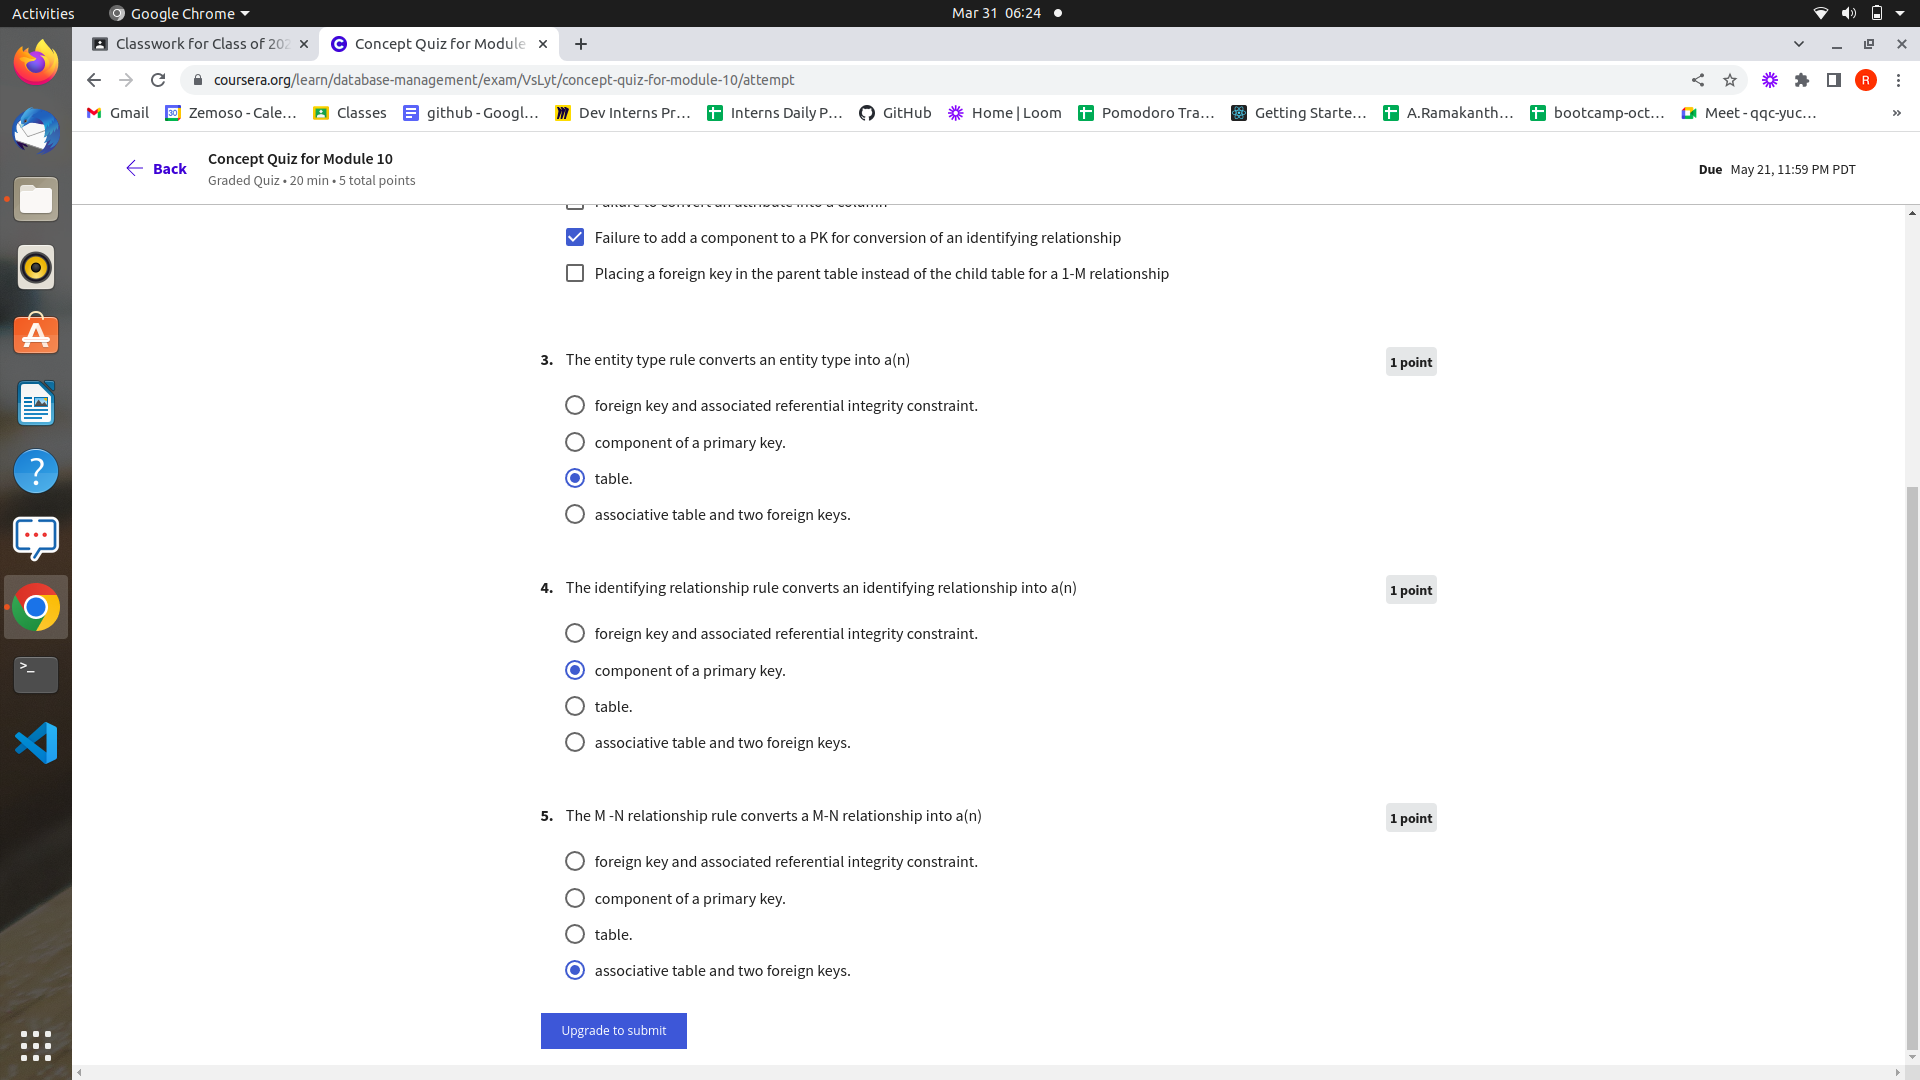 Activities
Google Chrome
Mar 31 06:24
Classwork for Class of 202
Concept Quiz for Module
coursera.org/learn/database-management/exam/VsLyt/concept-quiz-for-module-10/attempt
R
Gmail
30
Zemoso - Cale...
Classes
github - Googl...
Dev Interns Pr...
Interns Daily P...
GitHub
Home | Loom
Pomodoro Tra...
Getting Starte...
A.Ramakanth...
bootcamp-oct...
Meet - qqc-yuc...
»
Back
Concept Quiz for Module 10
Graded Quiz • 20 min • 5 total points
Due May 21, 11:59 PM PDT
Failure to convert an attribute into a column
Failure to add a component to a PK for conversion of an identifying relationship
Placing a foreign key in the parent table instead of the child table for a 1-M relationship
3. The entity type rule converts an entity type into a(n)
1 point
foreign key and associated referential integrity constraint.
component of a primary key.
table.
associative table and two foreign keys.
4. The identifying relationship rule converts an identifying relationship into a(n)
1 point
foreign key and associated referential integrity constraint.
component of a primary key.
table.
associative table and two foreign keys.
5. The M -N relationship rule converts a M-N relationship into a(n)
1 point
foreign key and associated referential integrity constraint.
component of a primary key.
table.
associative table and two foreign keys.
Upgrade to submit